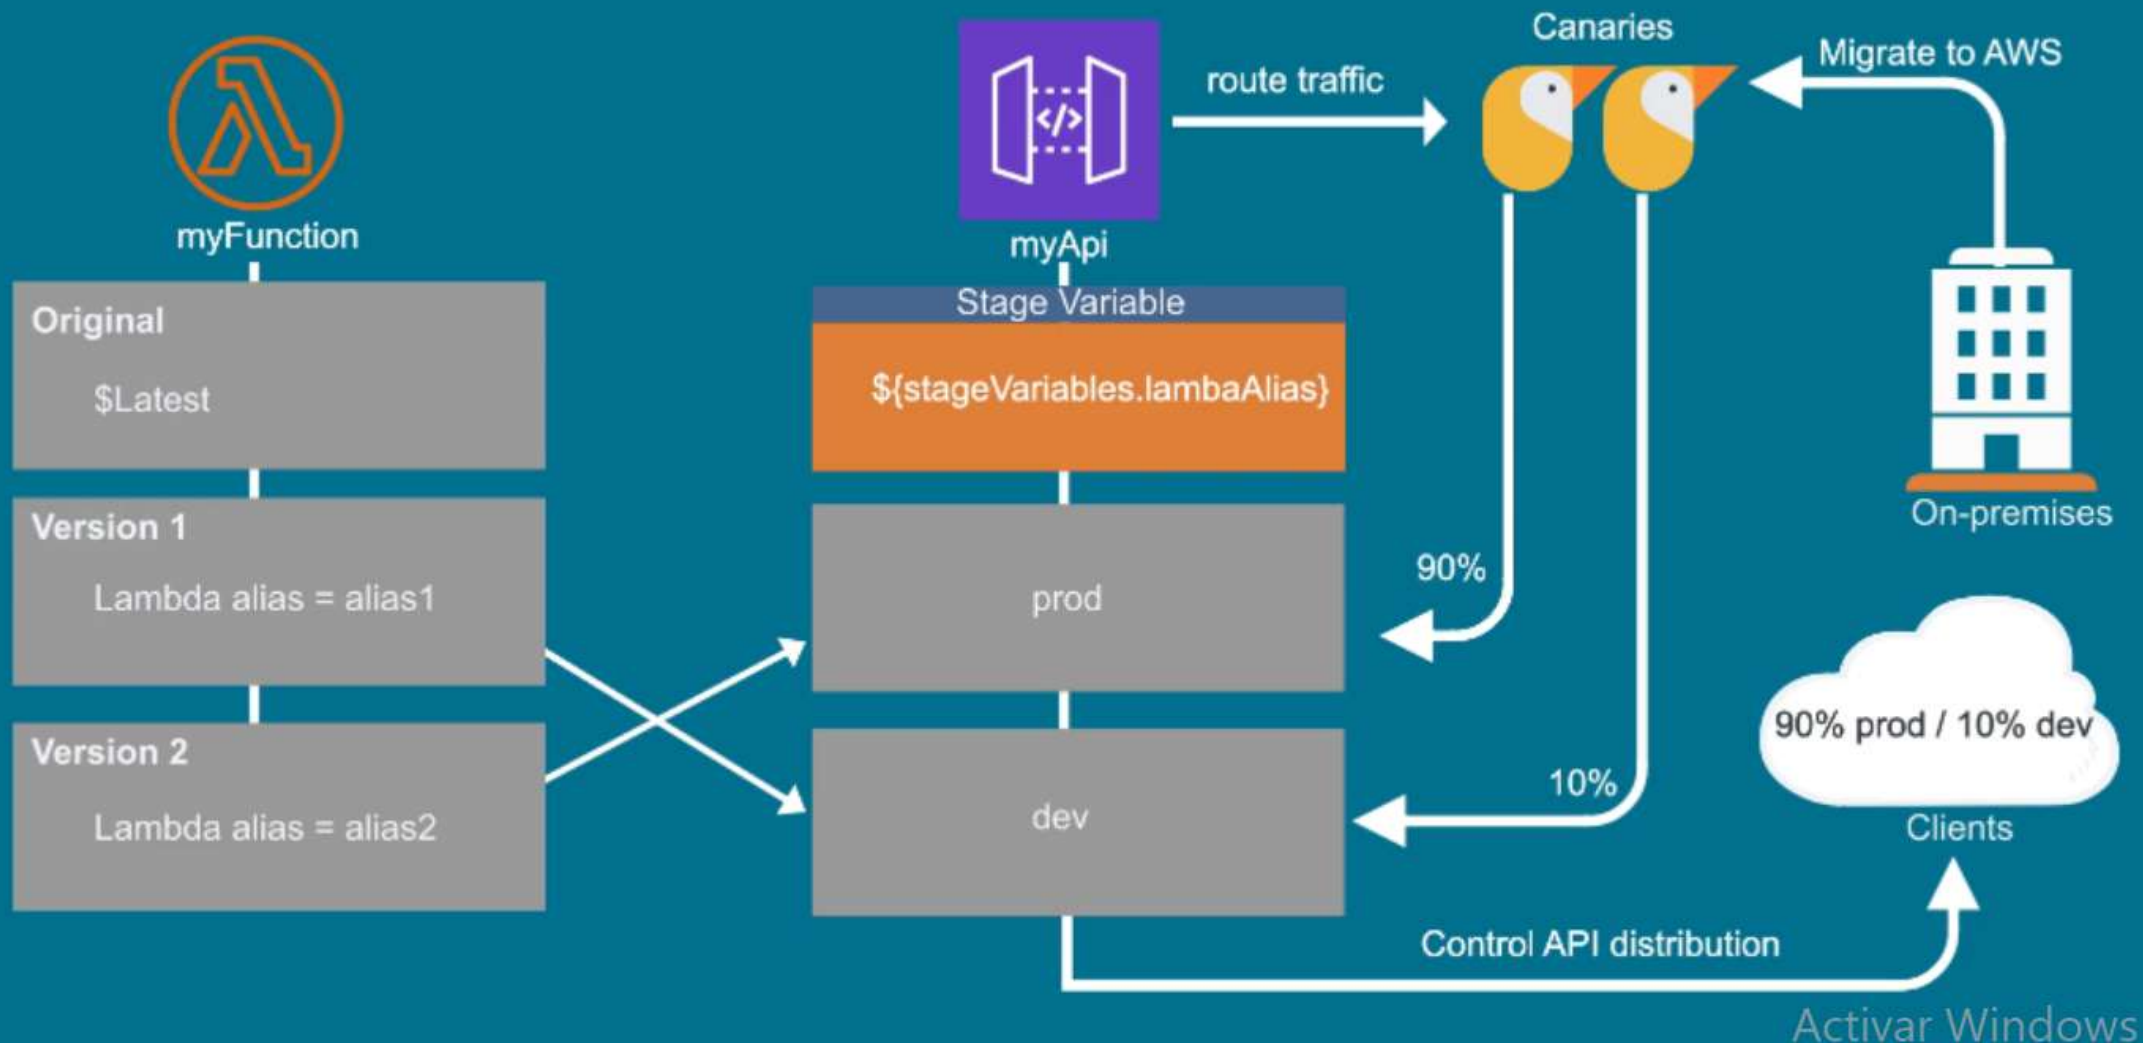 myFunction
Original
$Latest
Version 1
Lambda alias = alias1
Version 2
Lambda alias = alias2
</>
myApi
Stage Variable
${stageVariables.lambaAlias}
prod
dev
route traffic
Canaries
Migrate to AWS
On-premises
90%
10%
90% prod / 10% dev
Clients
Control API distribution
Activar Windows